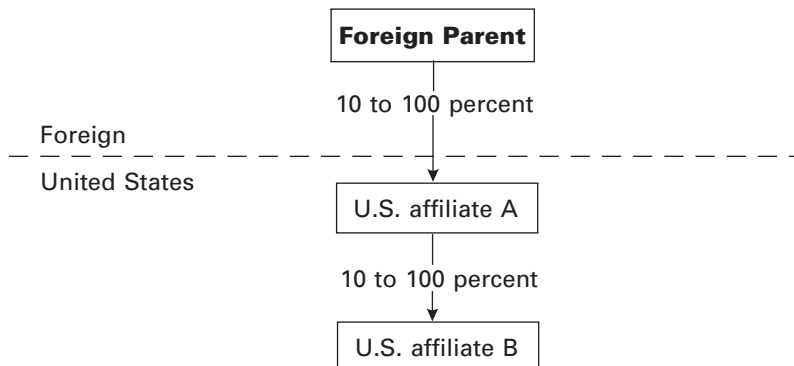 Foreign Parent
10 to 100 percent
Foreign
United States
U.S. affiliate A
10 to 100 percent
U.S. affiliate B